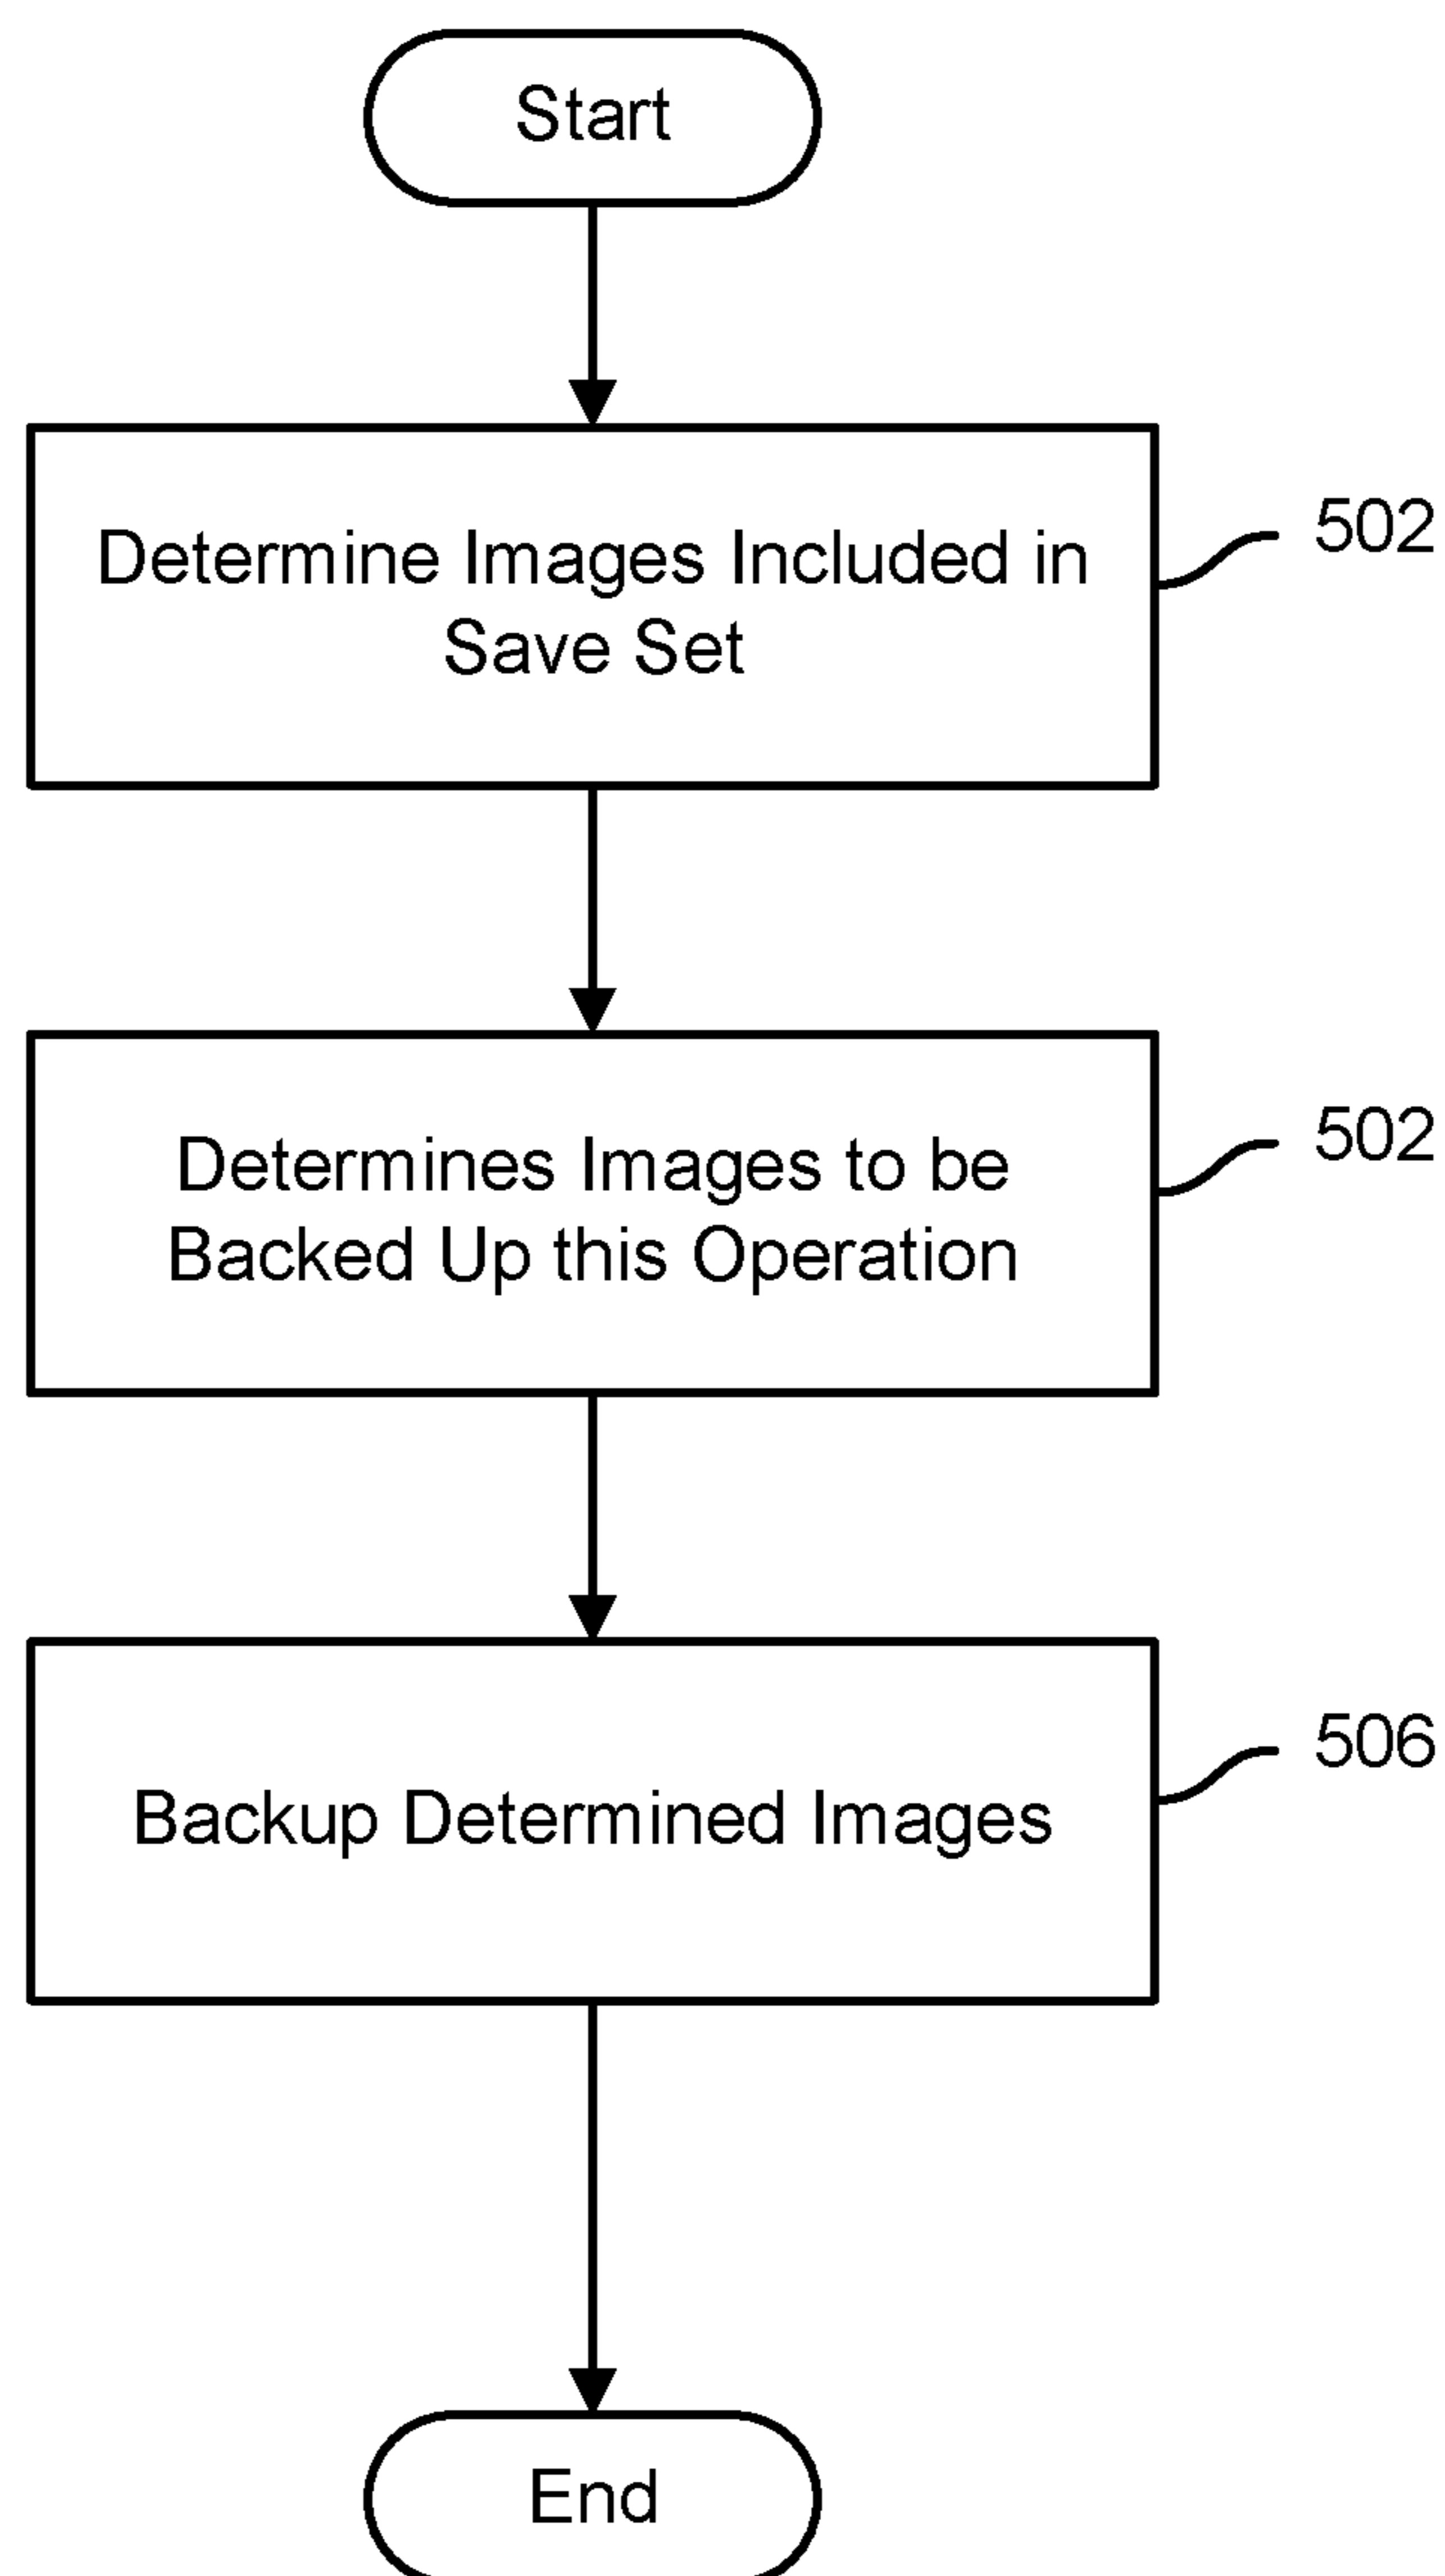 Start
Determine Images Included in
Save Set
502
Determines Images to be
Backed Up this Operation
502
Backup Determined Images
506
End